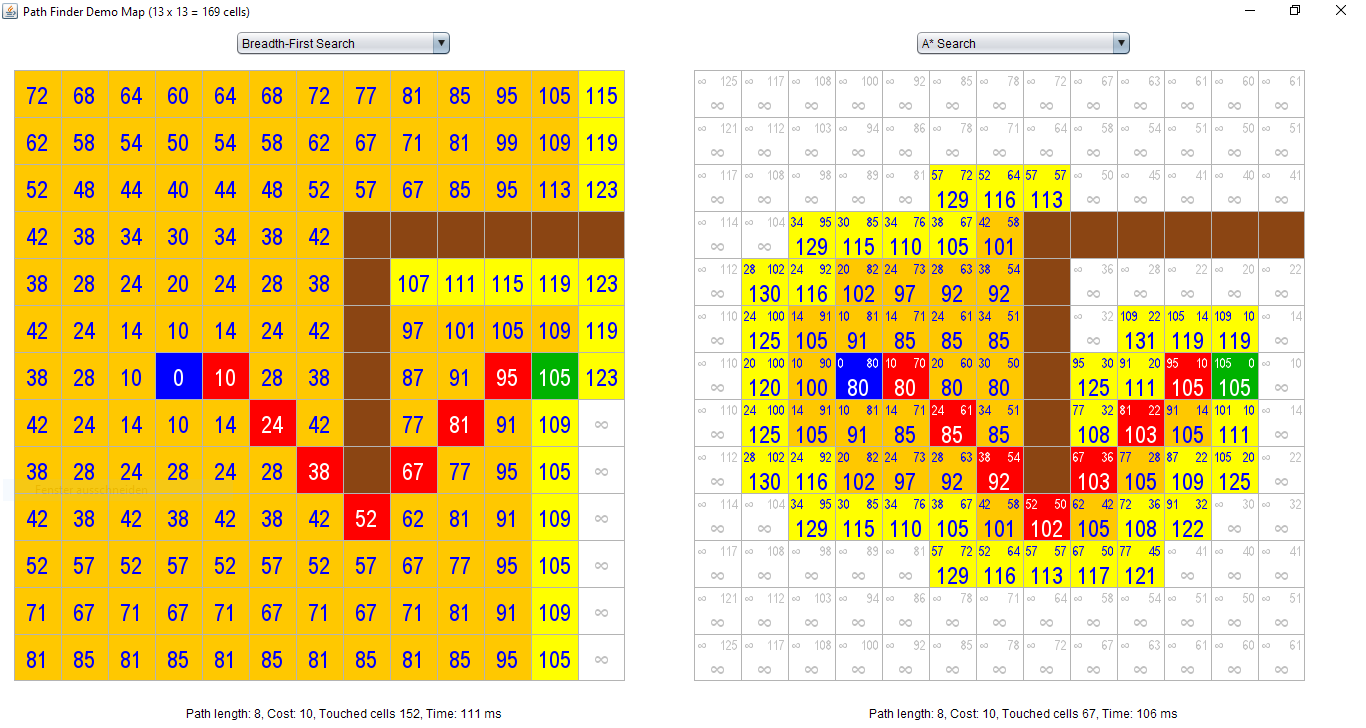 Path Finder Demo Map (13 x 13 = 169 cells)
Breadth-First Search
72 68 64 60 64 68 72 77 81 85 95 105 115
62 58 54 50 54 58 62 67 71 81 99 109 119
52 48 44 40 44 48 52 57 67 85 95 113 123
42 38 34 30 34 38 42
38 28 24 20 24 28 38 107 111 115 119 123
42 24 14 10 14 24 42 97 101 105 109 119
38 28 10 0 10 28 38 87 91 95 105 123
42 24 14 10 14 24 42 77 81 91 109 ∞
38 28 24 28 24 28 38 67 77 95 105 ∞
Fenster ausschneiden
42 38 42 38 42 38 42 52 62 81 91 109 ∞
52 57 52 57 52 57 52 57 67 77 95 105 ∞
71 67 71 67 71 67 71 67 71 81 91 109 ∞
81 85 81 85 81 85 81 85 81 85 95 105 ∞
Path length: 8, Cost: 10, Touched cells 152, Time: 111 ms
A* Search
∞ 125 ∞ 117 ∞ 108 ∞ 100 ∞ 92 ∞ 85 ∞ 78 ∞ 72 ∞ 67 ∞ 63 ∞ 61 ∞ 60 ∞ 61
∞ ∞ ∞ ∞ ∞ ∞ ∞ ∞ ∞ ∞ ∞ ∞ ∞
∞ 121 ∞ 112 ∞ 103 ∞ 94 ∞ 86 ∞ 78 ∞ 71 ∞ 64 ∞ 58 ∞ 54 ∞ 51 ∞ 50 ∞ 51
∞ ∞ ∞ ∞ ∞ ∞ ∞ ∞ ∞ ∞ ∞ ∞ ∞
∞ 117 ∞ 108 ∞ 98 ∞ 89 ∞ 81 57 72 52 64 57 57 ∞ 50 ∞ 45 ∞ 41 ∞ 40 ∞ 41
∞ ∞ ∞ ∞ ∞ 129 116 113 ∞ ∞ ∞ ∞ ∞
∞ 114 ∞ 104 34 95 30 85 34 76 38 67 42 58
∞ ∞ 129 115 110 105 101
∞ 112 28 102 24 92 20 82 24 73 28 63 38 54 ∞ 36 ∞ 28 ∞ 22 ∞ 20 ∞ 22
∞ 130 116 102 97 92 92 ∞ ∞ ∞ ∞ ∞
∞ 110 24 100 14 91 10 81 14 71 24 61 34 51 ∞ 32 109 22 105 14 109 10 ∞ 14
∞ 125 105 91 85 85 85 ∞ 131 119 119 ∞
∞ 110 20 100 10 90 0 80 10 70 20 60 30 50 95 30 91 20 95 10 105 0 ∞ 10
∞ 120 100 80 80 80 80 125 111 105 105 ∞
∞ 110 24 100 14 91 10 81 14 71 24 61 34 51 77 32 81 22 91 14 101 10 ∞ 14
∞ 125 105 91 85 85 85 108 103 105 111 ∞
∞ 112 28 102 24 92 20 82 24 73 28 63 38 54 67 36 77 28 87 22 105 20 ∞ 22
∞ 130 116 102 97 92 92 103 105 109 125 ∞
∞ 114 ∞ 104 34 95 30 85 34 76 38 67 42 58 52 50 62 42 72 36 91 32 ∞ 30 ∞ 32
∞ ∞ 129 115 110 105 101 102 105 108 122 ∞ ∞
∞ 117 ∞ 108 ∞ 98 ∞ 89 ∞ 81 57 72 52 64 57 57 67 50 77 45 ∞ 41 ∞ 40 ∞ 41
∞ ∞ ∞ ∞ ∞ 129 116 113 117 121 ∞ ∞ ∞
∞ 121 ∞ 112 ∞ 103 ∞ 94 ∞ 86 ∞ 78 ∞ 71 ∞ 64 ∞ 58 ∞ 54 ∞ 51 ∞ 50 ∞ 51
∞ ∞ ∞ ∞ ∞ ∞ ∞ ∞ ∞ ∞ ∞ ∞ ∞
∞ 125 ∞ 117 ∞ 108 ∞ 100 ∞ 92 ∞ 85 ∞ 78 ∞ 72 ∞ 67 ∞ 63 ∞ 61 ∞ 60 ∞ 61
∞ ∞ ∞ ∞ ∞ ∞ ∞ ∞ ∞ ∞ ∞ ∞ ∞
Path length: 8, Cost: 10, Touched cells 67, Time: 106 ms